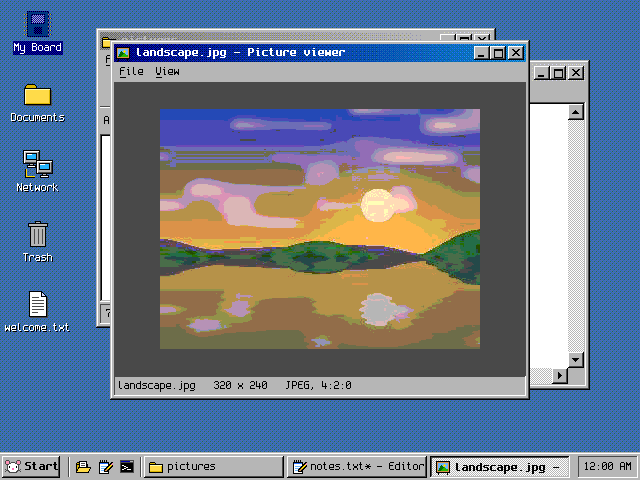 My Board
Documents
Network
Trash
welcome.txt
pictures
landscape.jpg - Picture viewer
File View
landscape.jpg 320 x 240 JPEG, 4:2:0
Start
pictures
notes.txt* - Editor
landscape.jpg -
12:00 AM